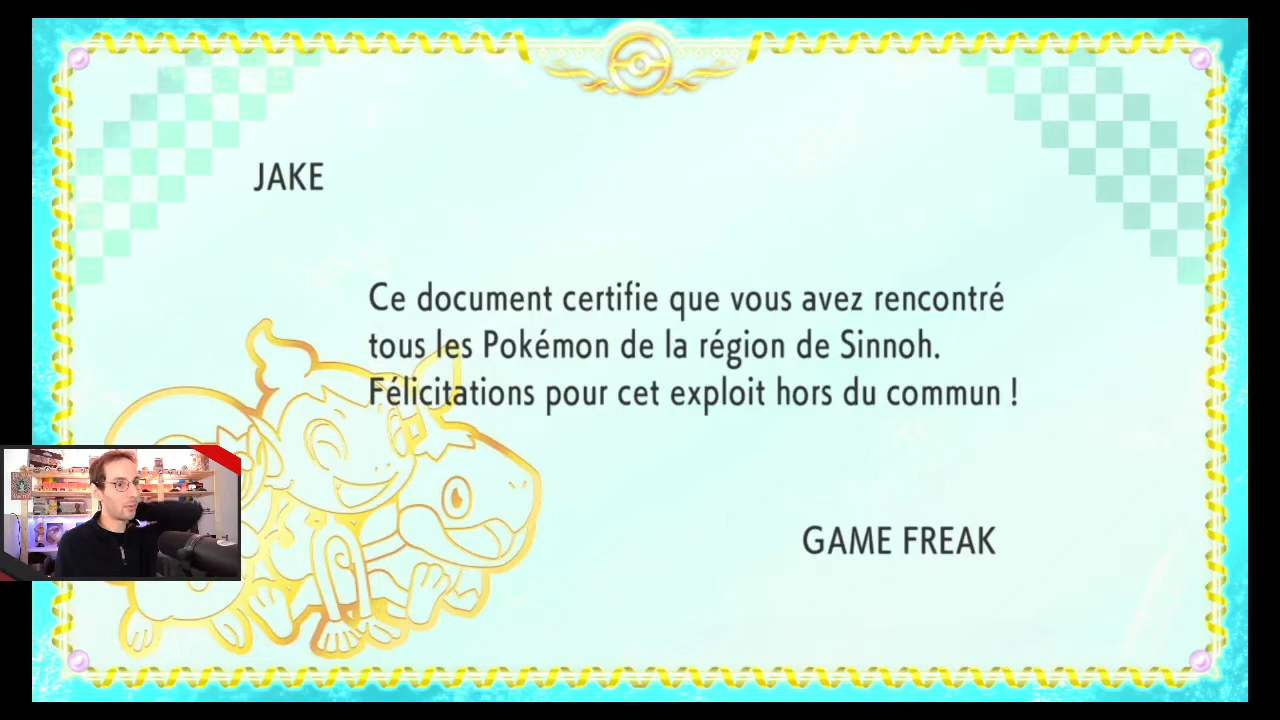 JAKE
Ce document certifie que vous avez rencontré
tous les Pokémon de la région de Sinnoh.
Félicitations pour cet exploit hors du commun !
GAME FREAK